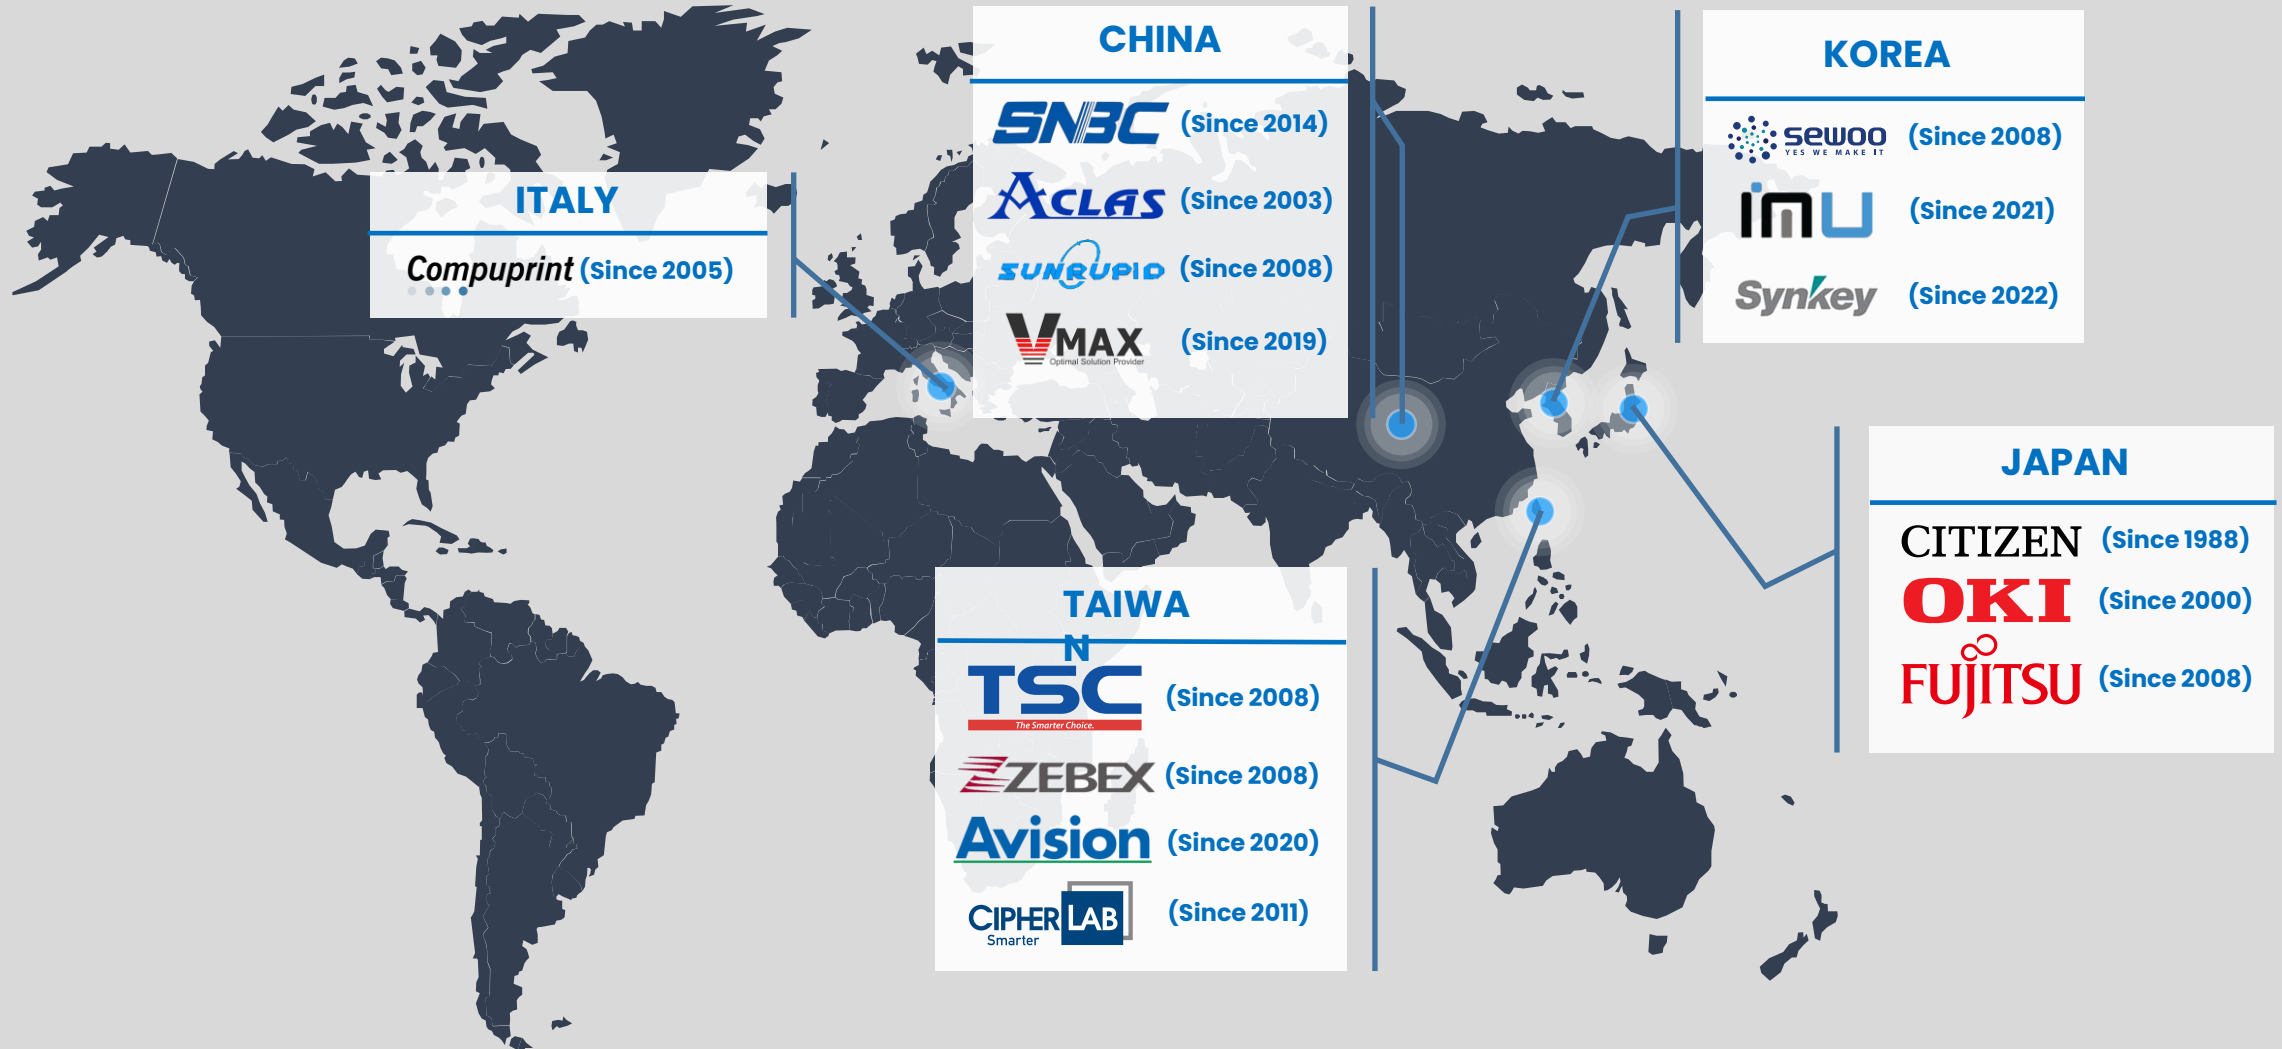 ITALY
Compuprint (Since 2005)
CHINA
SNBC (Since 2014)
ACLAS (Since 2003)
SUNRUPID (Since 2008)
VMAX (Since 2019)
Optimal Solution Provider
KOREA
sewoo (Since 2008)
YES WE MAKE IT
imU (Since 2021)
Synkey (Since 2022)
JAPAN
CITIZEN (Since 1988)
OKI (Since 2000)
FUJITSU (Since 2008)
TAIWA
N
TSC (Since 2008)
The Smarter Choice.
ZEBEX (Since 2008)
Avision (Since 2020)
CIPHERLAB (Since 2011)
Smarter